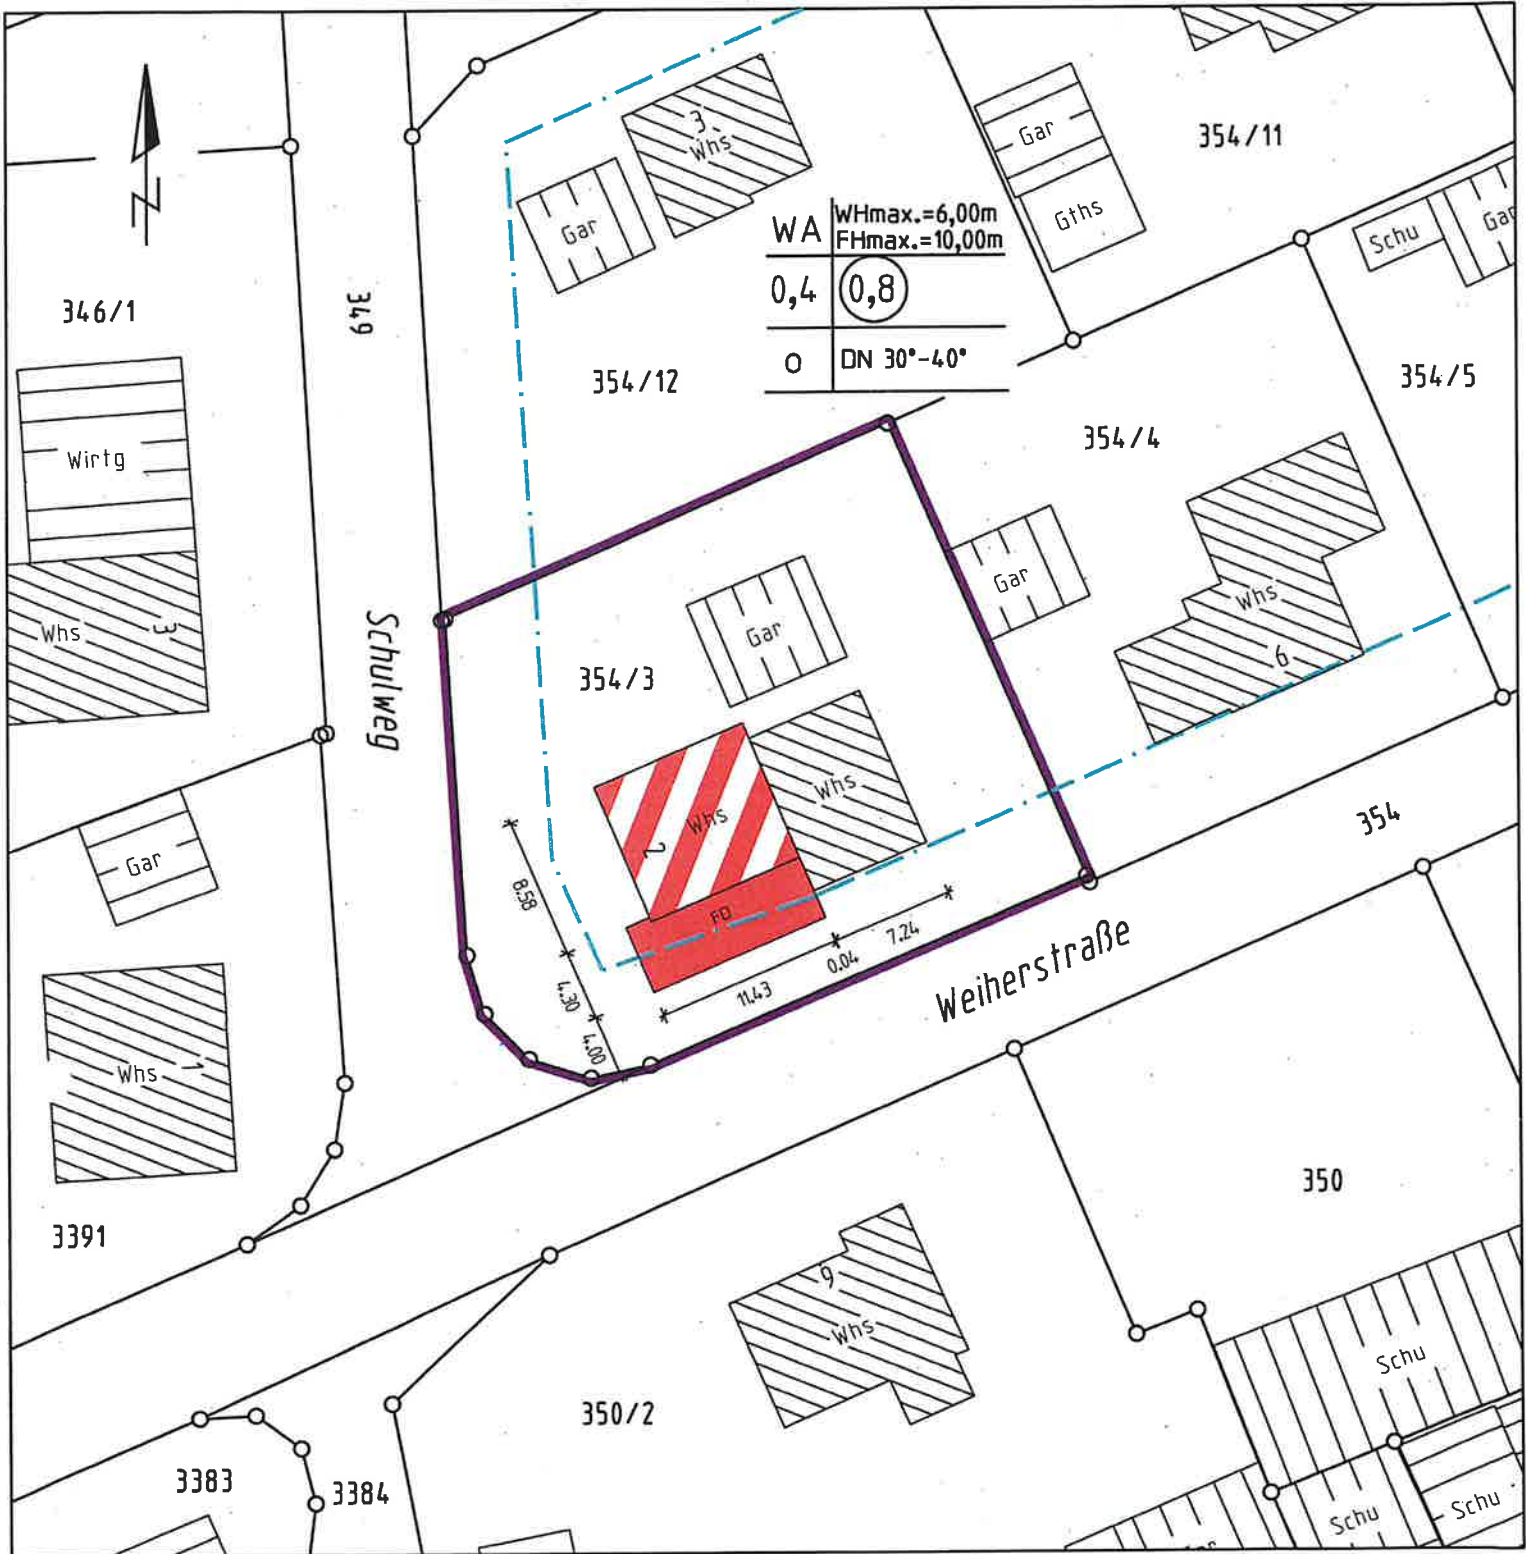 N
3
Whs
Gar
Gar
Gths
354/11
Schu
Gar
WA
WHmax.=6,00m
FHmax.=10,00m
0,4
0,8
o
DN 30°-40°
346/1
349
354/12
354/4
354/5
Wirtg
Whs
3
Schulweg
Gar
Gar
Whs
6
354/3
Whs
Whs
2
FD
8.58
4.30
4.00
11.43
0.04
7.24
Gar
354
Weiherstraße
Whs
1
3391
350
9
Whs
350/2
Schu
3383
3384
Schu
Schu